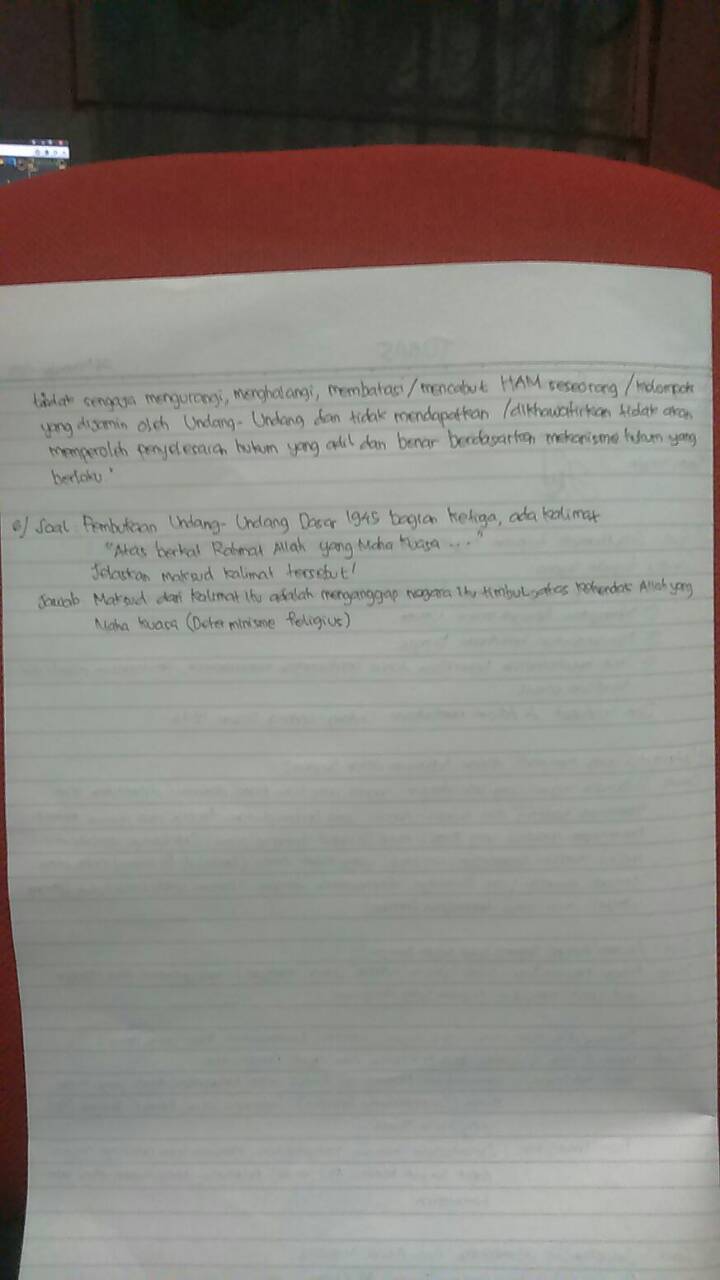 tidak sengaja mengurangi, menghalangi, membatasi/mencabut HAM seseorang/kelompok
yang dijamin oleh Undang-Undang dan tidak mendapatkan/dikhawatirkan tidak akan
memperoleh penyelesaian hukum yang adil dan benar berdasarkan mekanisme hukum yang
berlaku
e/ Soal Pembukaan Undang-Undang Dasar 1945 bagian ketiga, ada kalimat
"Atas berkat Rahmat Allah yang Maha Kuasa ..."
Jelaskan maksud kalimat tersebut!
Jawab Maksud dari kalimat itu adalah menganggap negara itu timbul atas kehendak Allah yang
Maha Kuasa (Determinisme Religius)